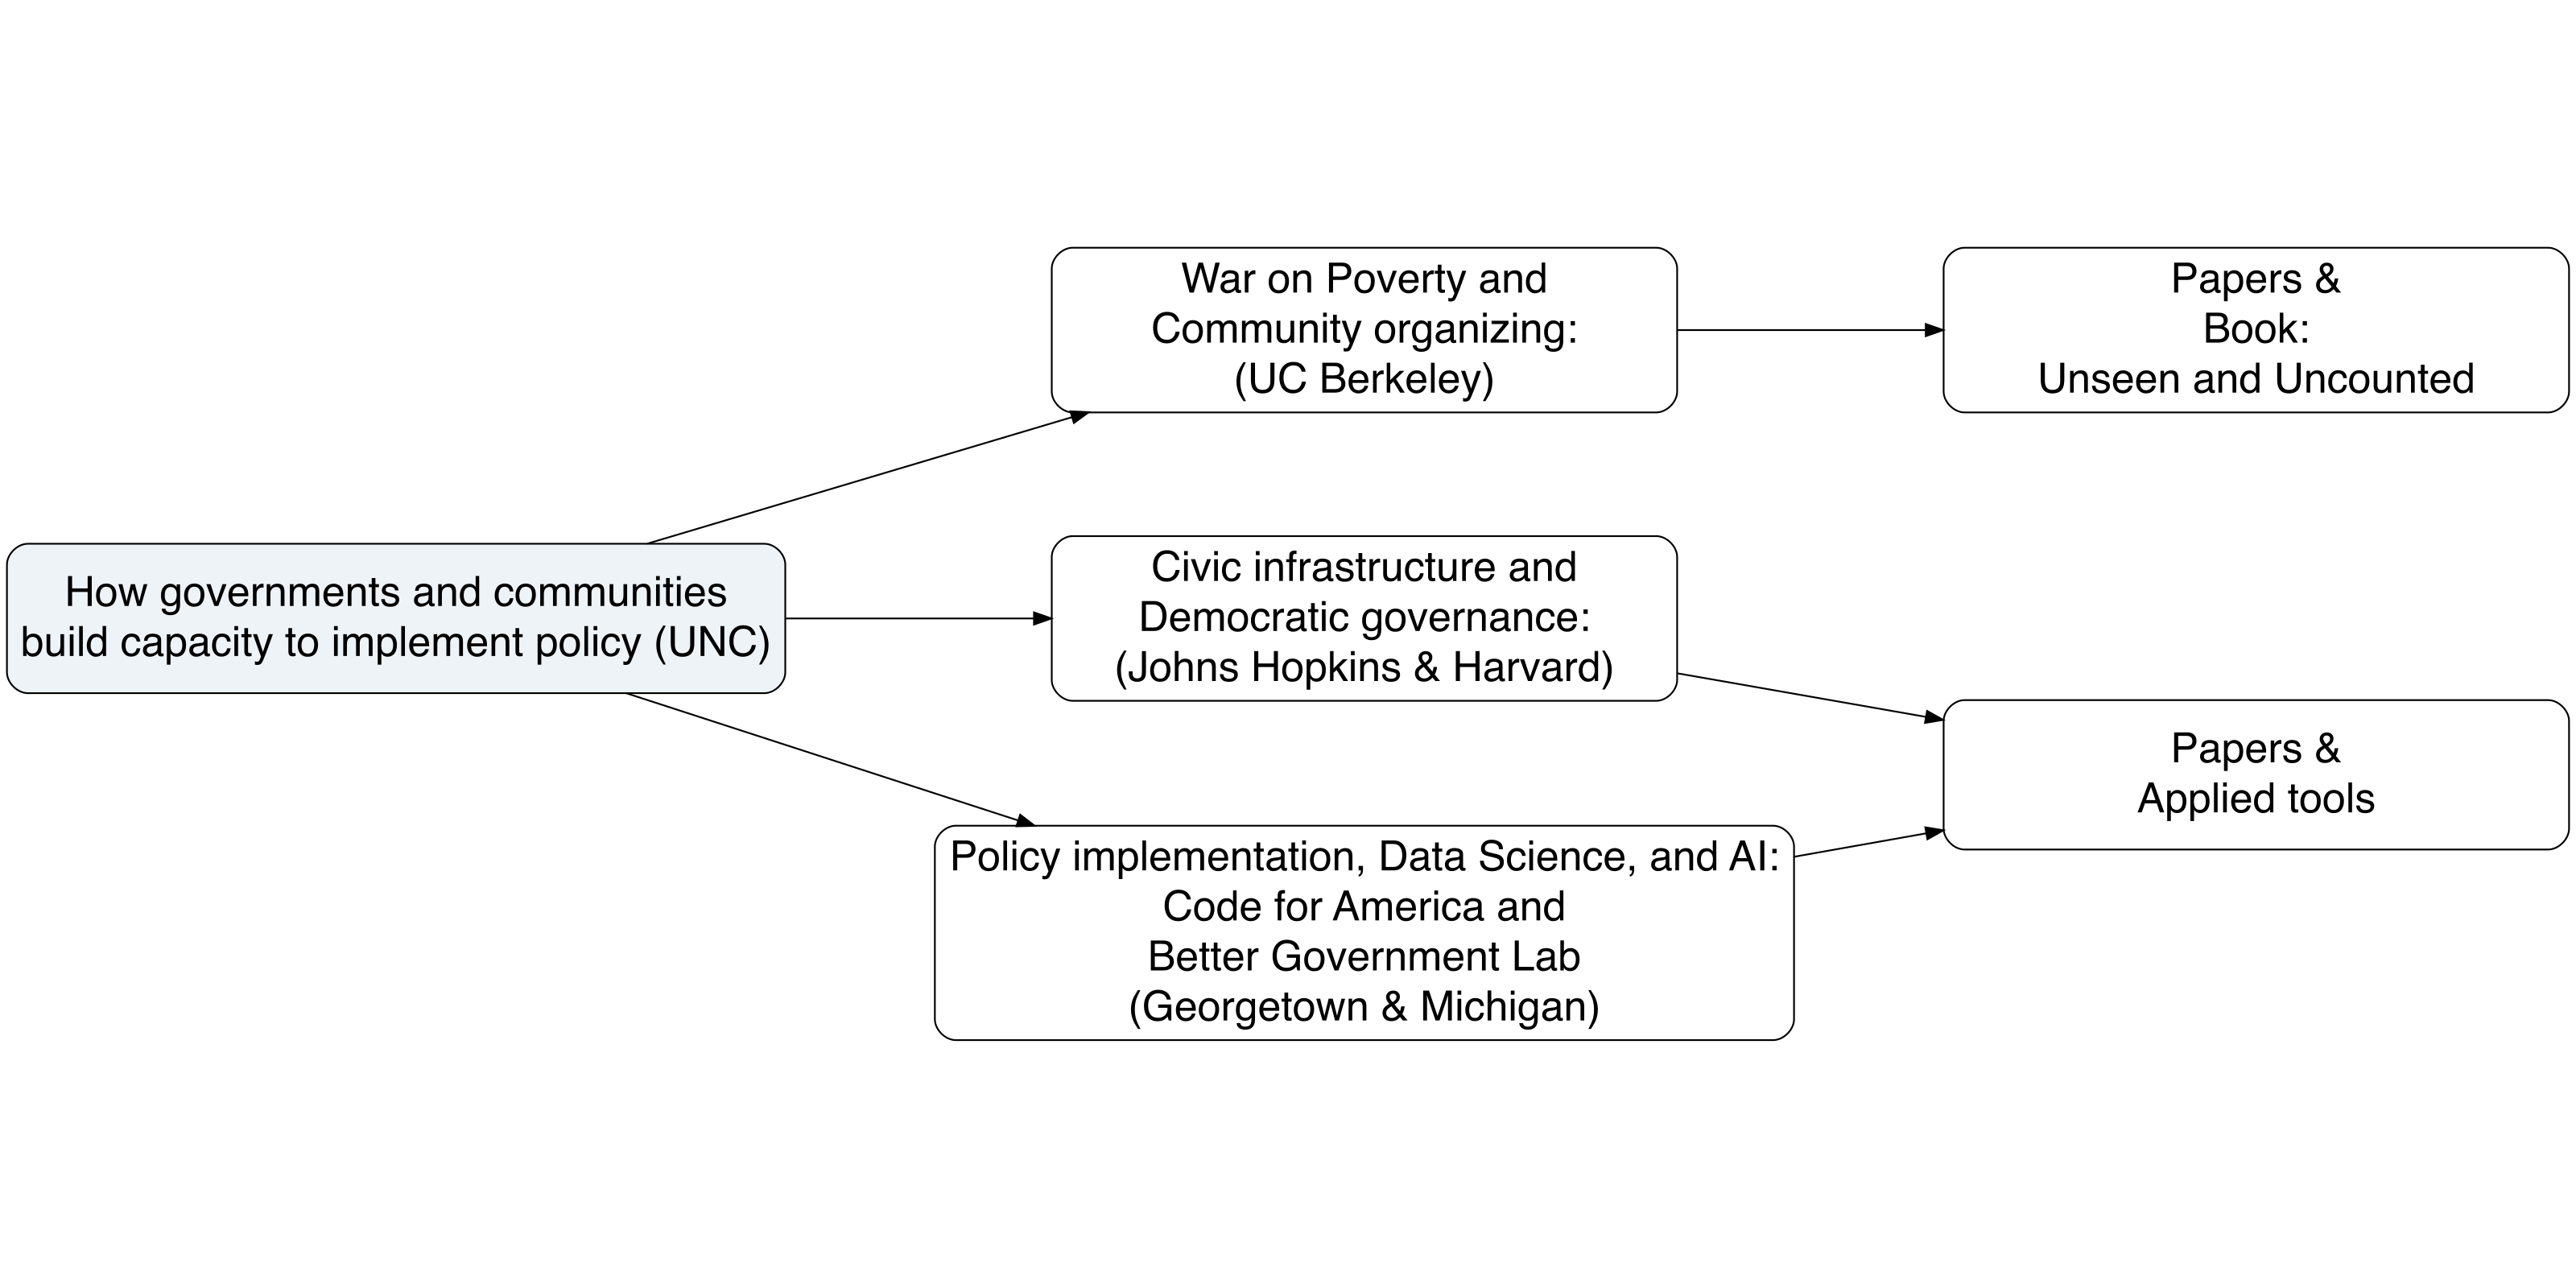 How governments and communities
build capacity to implement policy (UNC)
War on Poverty and
Community organizing:
(UC Berkeley)
Papers &
Book:
Unseen and Uncounted
Civic infrastructure and
Democratic governance:
(Johns Hopkins & Harvard)
Policy implementation, Data Science, and AI:
Code for America and
Better Government Lab
(Georgetown & Michigan)
Papers &
Applied tools